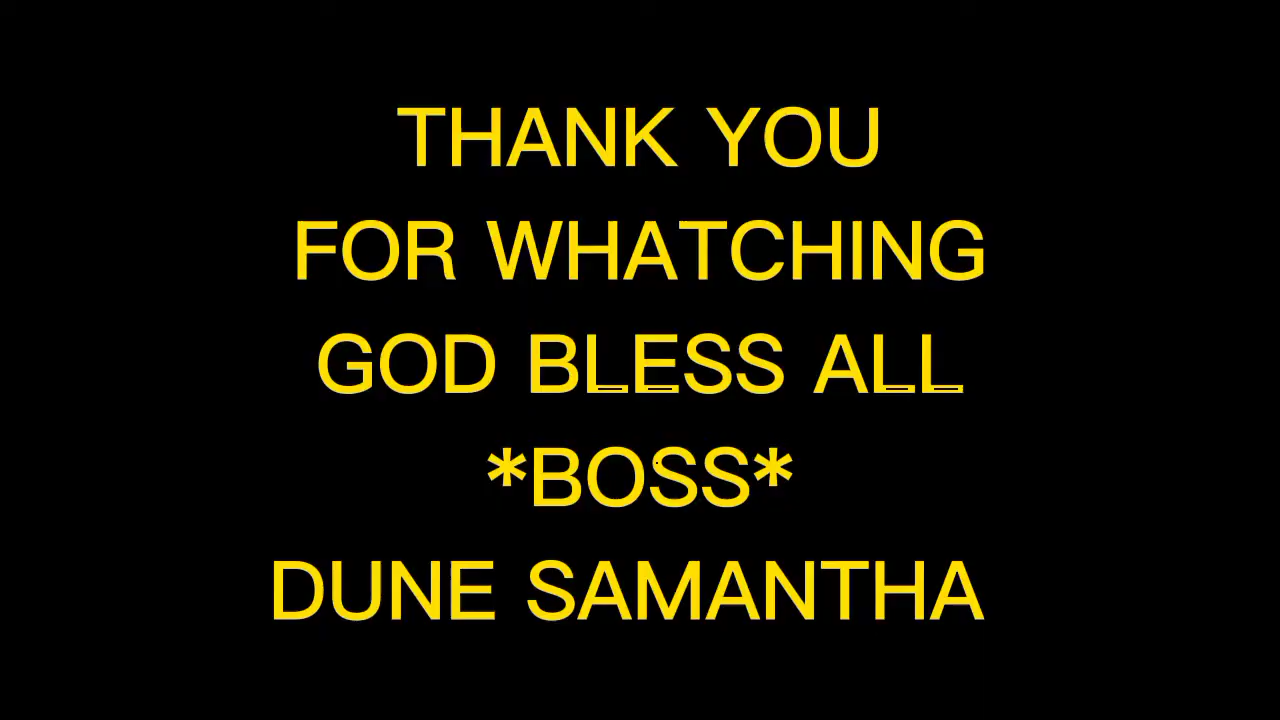 THANK YOU
FOR WHATCHING
GOD BLESS ALL
*BOSS*
DUNE SAMANTHA